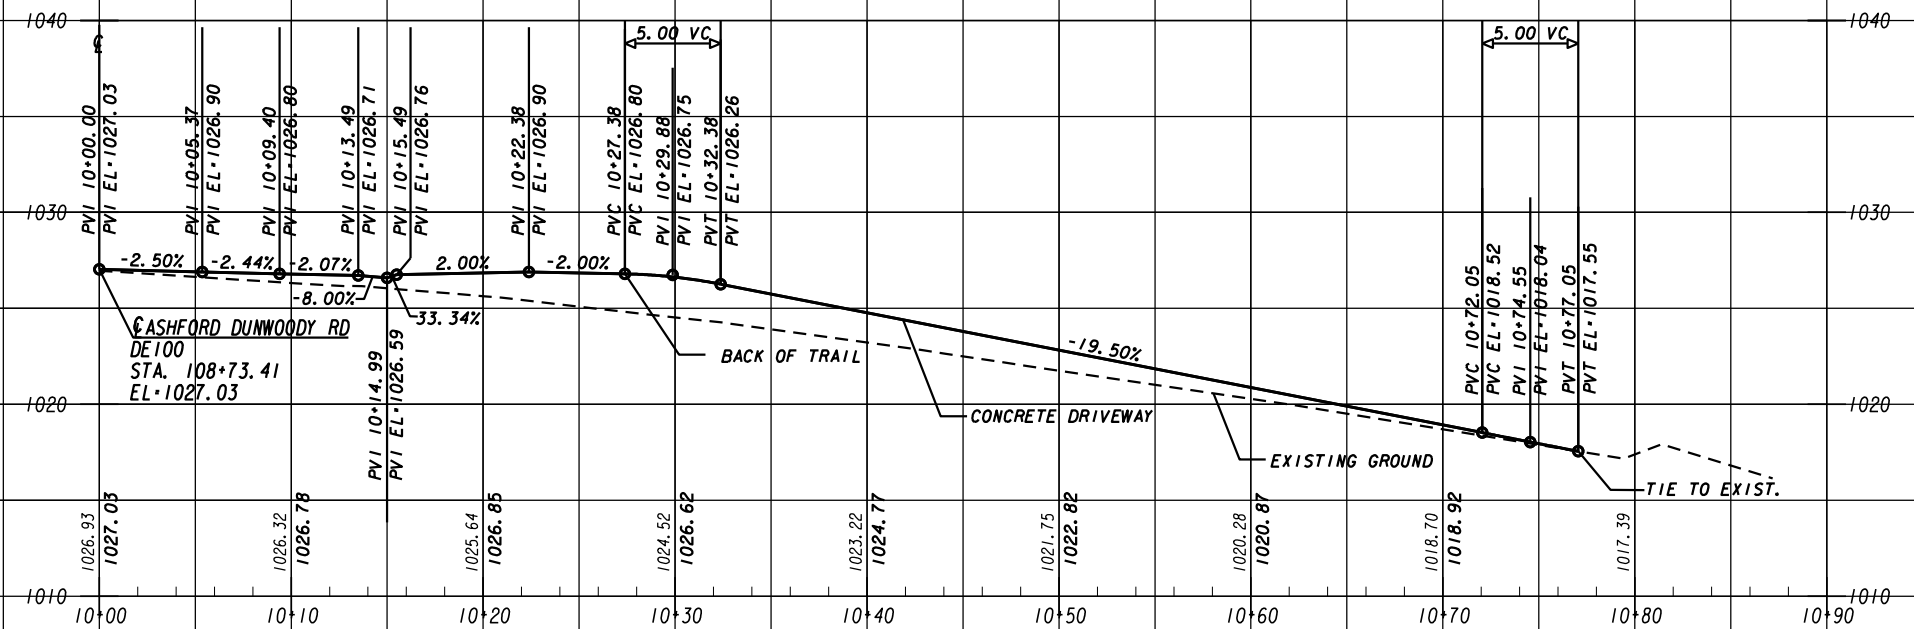 1040
1040
℄
5.00 VC
5.00 VC
PVI 10+00.00
PVI EL=1027.03
PVI 10+05.37
PVI EL=1026.90
PVI 10+09.40
PVI EL=1026.80
PVI 10+13.49
PVI EL=1026.71
PVI 10+15.49
PVI EL=1026.76
PVI 10+22.38
PVI EL=1026.90
PVC 10+27.38
PVC EL=1026.80
PVI 10+29.88
PVI EL=1026.75
PVT 10+32.38
PVT EL=1026.26
1030
1030
-2.50%
-2.44%
-2.07%
2.00%
-2.00%
-8.00%
33.34%
℄ ASHFORD DUNWOODY RD
DE100
STA. 108+73.41
EL=1027.03
PVI 10+14.99
PVI EL=1026.59
BACK OF TRAIL
-19.50%
PVC 10+72.05
PVC EL=1018.52
PVI 10+74.55
PVI EL=1018.04
PVT 10+77.05
PVT EL=1017.55
1020
1020
CONCRETE DRIVEWAY
EXISTING GROUND
TIE TO EXIST.
1026.93
1027.03
1026.32
1026.78
1025.64
1026.85
1024.52
1026.62
1023.22
1024.77
1021.75
1022.82
1020.28
1020.87
1018.70
1018.92
1017.39
1010
1010
10+00
10+10
10+20
10+30
10+40
10+50
10+60
10+70
10+80
10+90